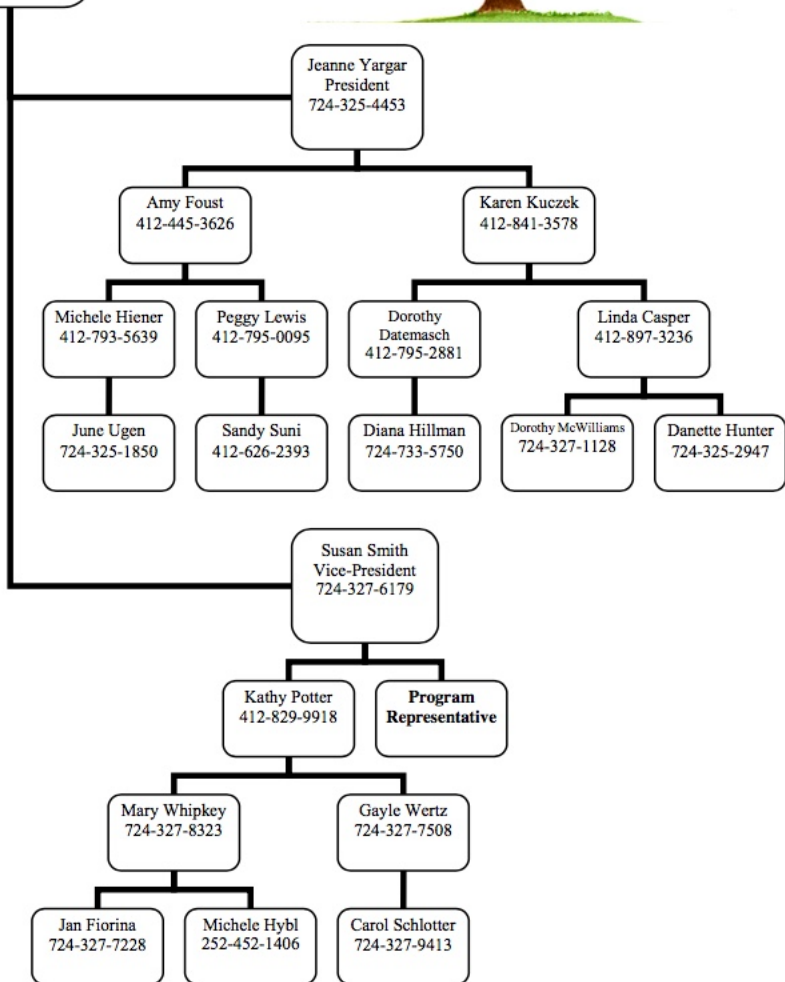 Jeanne Yargar
President
724-325-4453
Amy Foust
412-445-3626
Karen Kuczek
412-841-3578
Michele Hiener
412-793-5639
Peggy Lewis
412-795-0095
Dorothy
Datemasch
412-795-2881
Linda Casper
412-897-3236
June Ugen
724-325-1850
Sandy Suni
412-626-2393
Diana Hillman
724-733-5750
Dorothy McWilliams
724-327-1128
Danette Hunter
724-325-2947
Susan Smith
Vice-President
724-327-6179
Kathy Potter
412-829-9918
Program
Representative
Mary Whipkey
724-327-8323
Gayle Wertz
724-327-7508
Jan Fiorina
724-327-7228
Michele Hybl
252-452-1406
Carol Schlotter
724-327-9413